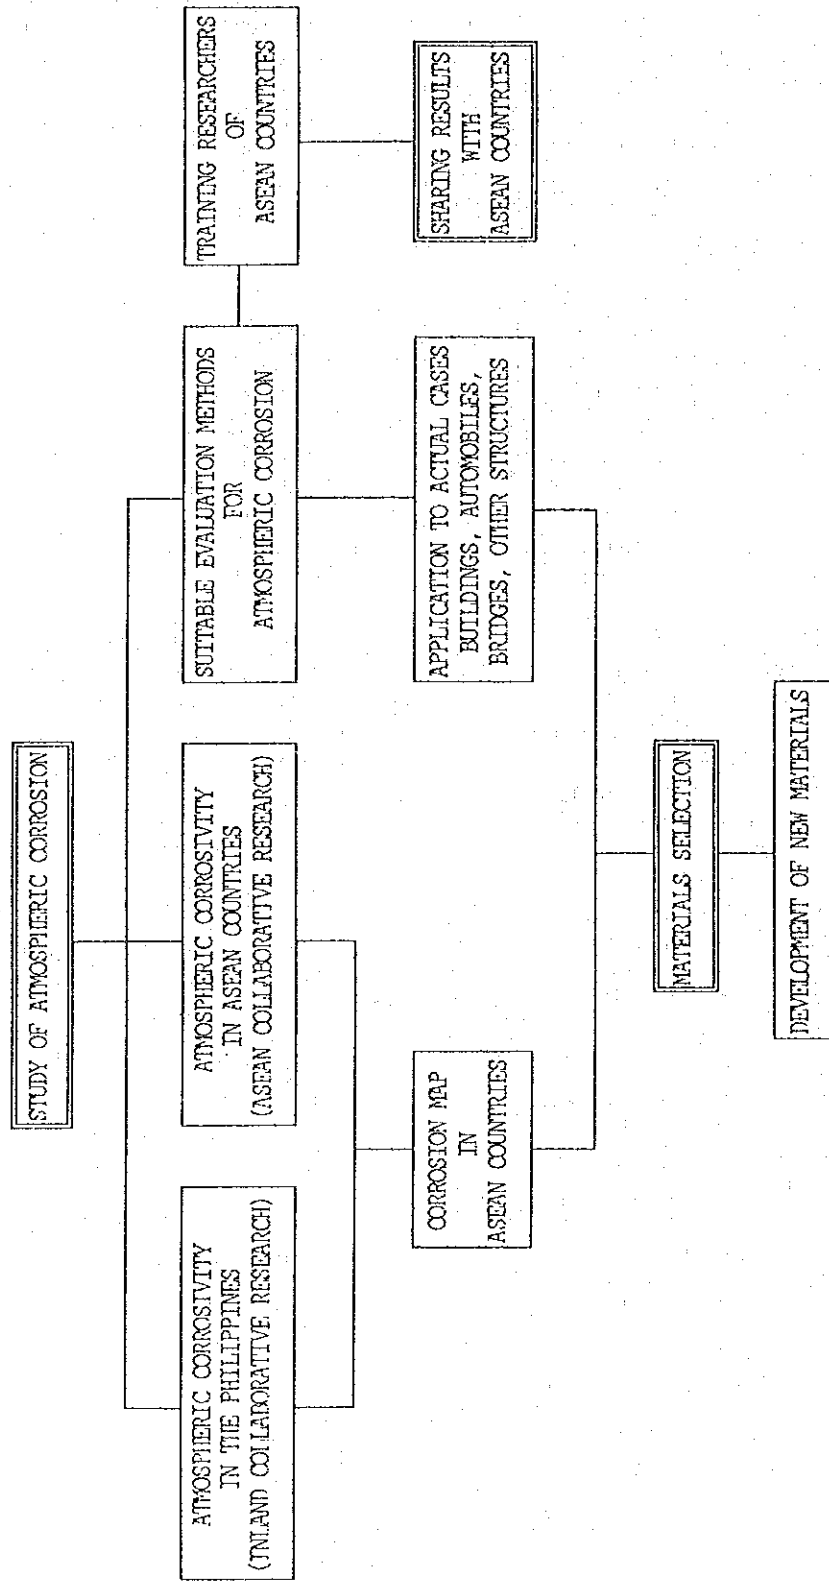 STUDY OF ATMOSPHERIC CORROSION
ATMOSPHERIC CORROSIVITY
IN THE PHILIPPINES
(INLAND COLLABORATIVE RESEARCH)
ATMOSPHERIC CORROSIVITY
IN ASEAN COUNTRIES
(ASEAN COLLABORATIVE RESEARCH)
SUITABLE EVALUATION METHODS
FOR
ATMOSPHERIC CORROSION
TRAINING RESEARCHERS
OF
ASEAN COUNTRIES
CORROSION MAP
IN
ASEAN COUNTRIES
APPLICATION TO ACTUAL CASES
BUILDINGS, AUTOMOBILES,
BRIDGES, OTHER STRUCTURES
SHARING RESULTS
WITH
ASEAN COUNTRIES
MATERIALS SELECTION
DEVELOPMENT OF NEW MATERIALS